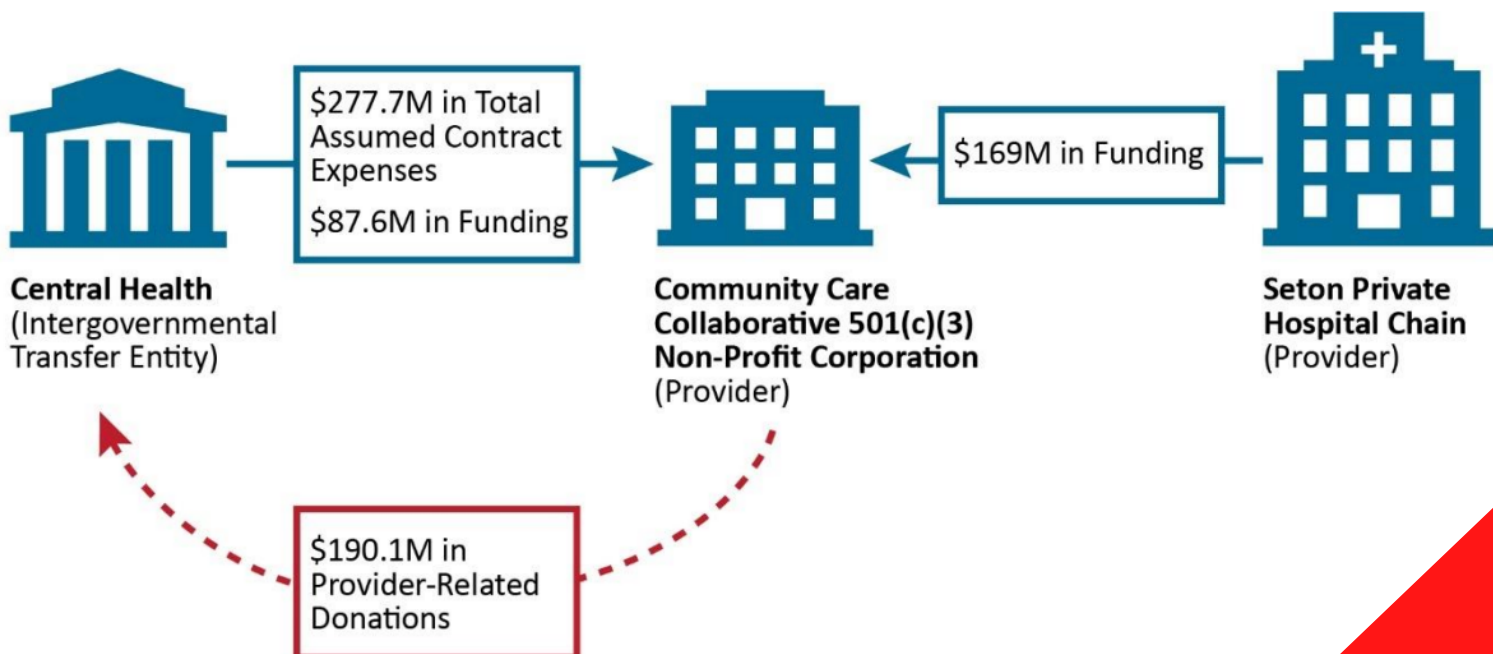 $277.7M in Total
Assumed Contract
Expenses
$87.6M in Funding
$169M in Funding
Central Health
(Intergovernmental
Transfer Entity)
Community Care
Collaborative 501(c)(3)
Non-Profit Corporation
(Provider)
Seton Private
Hospital Chain
(Provider)
$190.1M in
Provider-Related
Donations